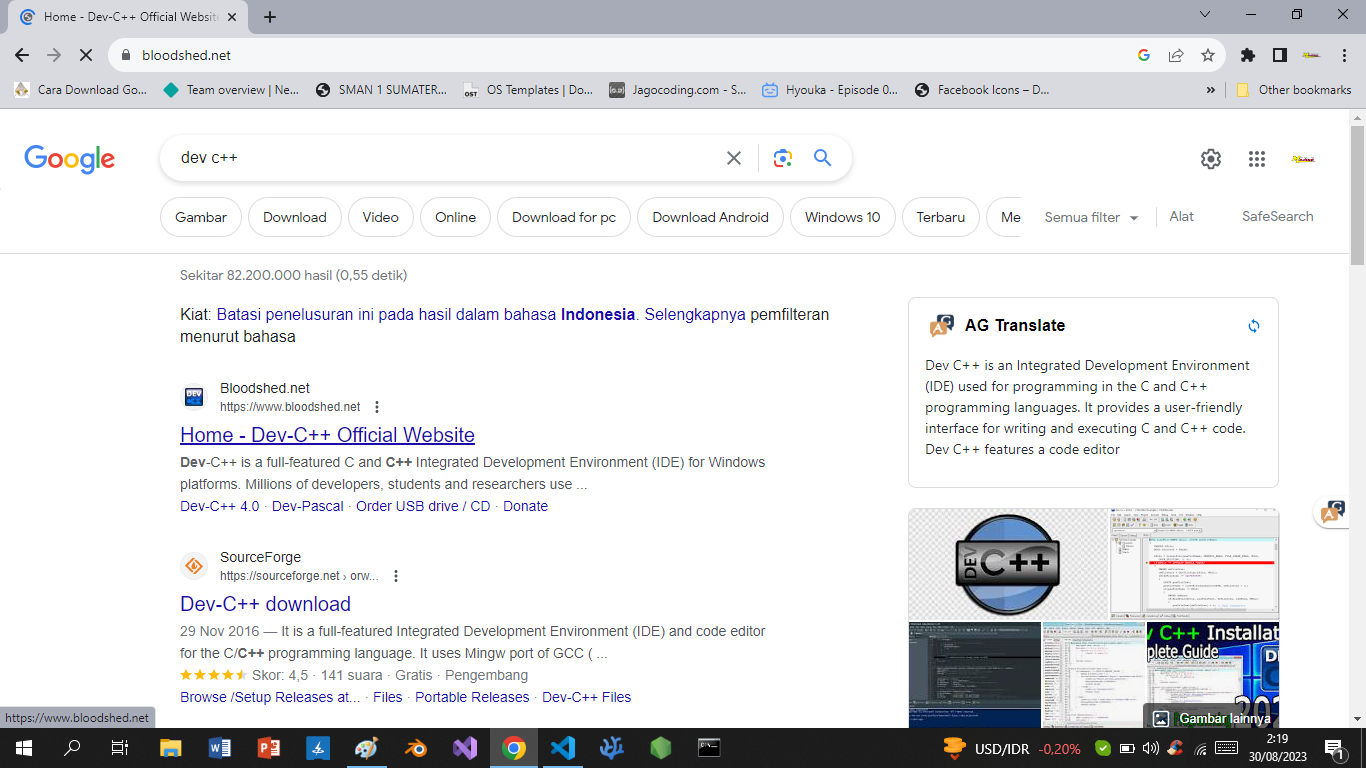 Home - Dev-C++ Official Website
bloodshed.net
Cara Download Go...
Team overview | Ne...
SMAN 1 SUMATER...
OS Templates | Do...
Jagocoding.com - S...
Hyouka - Episode 0...
Facebook Icons – D...
»
Other bookmarks
Google
dev c++
Gambar
Download
Video
Online
Download for pc
Download Android
Windows 10
Terbaru
Me
Semua filter
Alat
SafeSearch
Sekitar 82.200.000 hasil (0,55 detik)
Kiat: Batasi penelusuran ini pada hasil dalam bahasa Indonesia. Selengkapnya pemfilteran
menurut bahasa
DEV
Bloodshed.net
https://www.bloodshed.net
Home - Dev-C++ Official Website
Dev-C++ is a full-featured C and C++ Integrated Development Environment (IDE) for Windows
platforms. Millions of developers, students and researchers use ...
Dev-C++ 4.0 · Dev-Pascal · Order USB drive / CD · Donate
SourceForge
https://sourceforge.net › orw...
Dev-C++ download
29 Nov 2016 — It is a full-featured Integrated Development Environment (IDE) and code editor
for the C/C++ programming language. It uses Mingw port of GCC ( ...
Skor: 4,5 · 141 suara · Gratis · Pengembang
Browse /Setup Releases at... · Files · Portable Releases · Dev-C++ Files
AG Translate
Dev C++ is an Integrated Development Environment
(IDE) used for programming in the C and C++
programming languages. It provides a user-friendly
interface for writing and executing C and C++ code.
Dev C++ features a code editor
DEV C++
C++ Installat
plete Guide
202
Gambar lainnya
https://www.bloodshed.net
USD/IDR -0,20%
2:19
30/08/2023
1